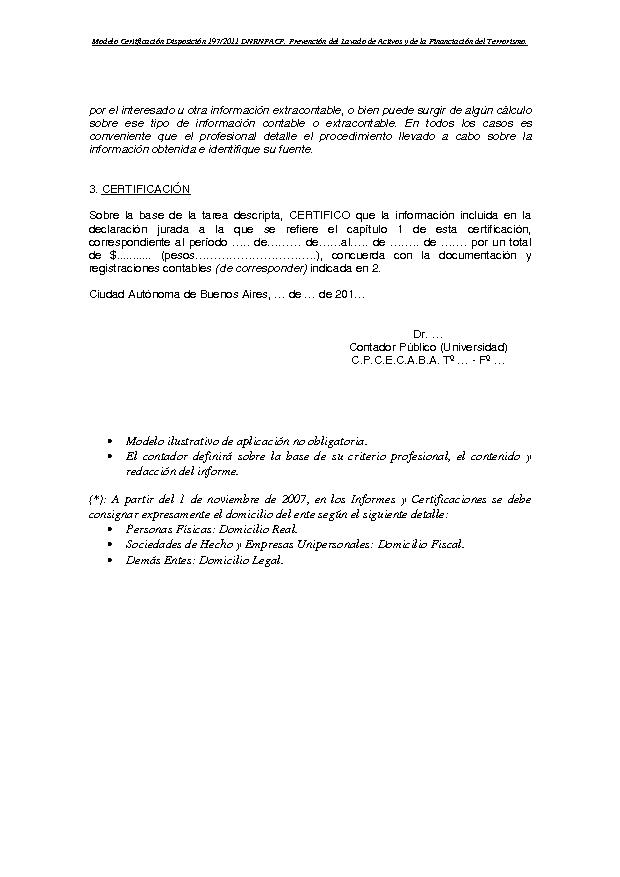 Modelo Certificación Disposición 197/2011 DNRNPACP. Prevención del Lavado de Activos y de la Financiación del Terrorismo.
por el interesado u otra información extracontable, o bien puede surgir de algún cálculo
sobre ese tipo de información contable o extracontable. En todos los casos es
conveniente que el profesional detalle el procedimiento llevado a cabo sobre la
información obtenida e identifique su fuente.
3. CERTIFICACIÓN
Sobre la base de la tarea descripta, CERTIFICO que la información incluida en la
declaración jurada a la que se refiere el capítulo 1 de esta certificación,
correspondiente al período ….. de……… de……al….. de …….. de ……. por un total
de $........... (pesos…………………………….), concuerda con la documentación y
registraciones contables (de corresponder) indicada en 2.
Ciudad Autónoma de Buenos Aires, … de … de 201…
Dr. …
Contador Público (Universidad)
C.P.C.E.C.A.B.A. Tº … - Fº …
• Modelo ilustrativo de aplicación no obligatoria.
• El contador definirá sobre la base de su criterio profesional, el contenido y
redacción del informe.
(*): A partir del 1 de noviembre de 2007, en los Informes y Certificaciones se debe
consignar expresamente el domicilio del ente según el siguiente detalle:
• Personas Físicas: Domicilio Real.
• Sociedades de Hecho y Empresas Unipersonales: Domicilio Fiscal.
• Demás Entes: Domicilio Legal.